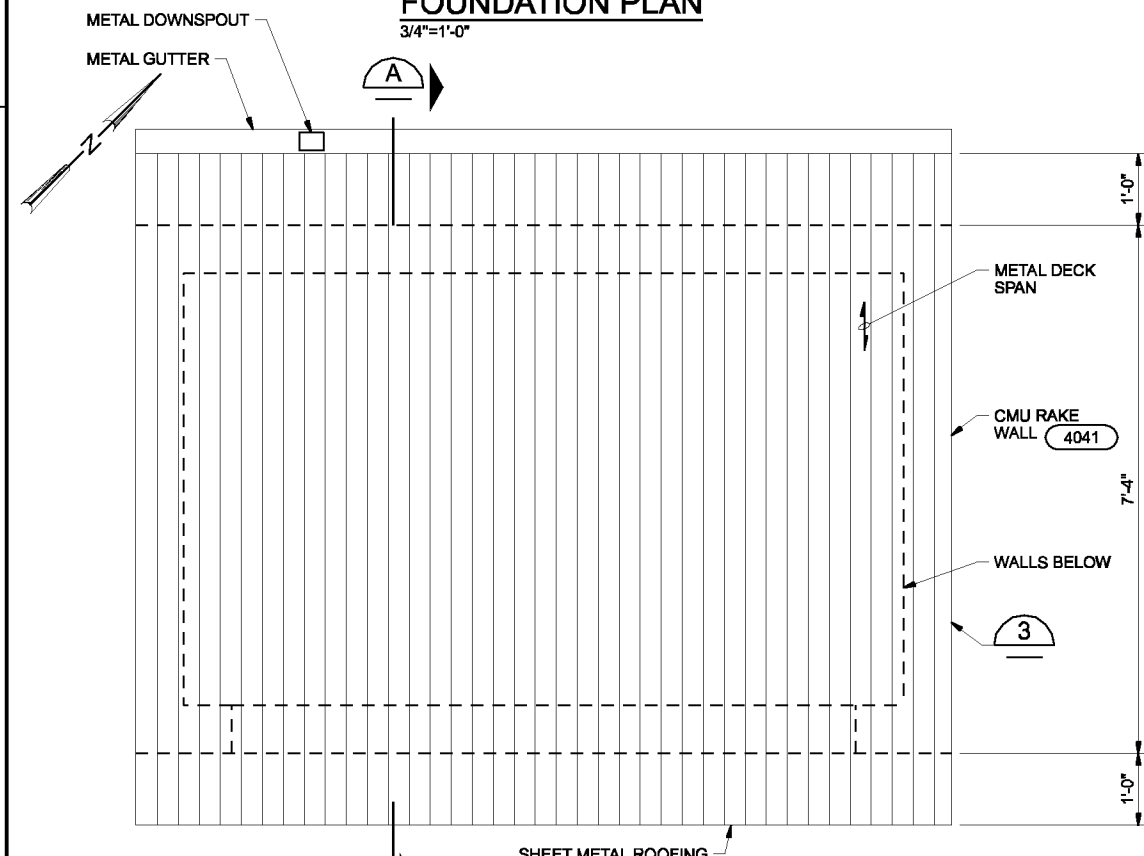 FOUNDATION PLAN
3/4"=1'-0"
METAL DOWNSPOUT
METAL GUTTER
A
N
1'-0"
METAL DECK
SPAN
CMU RAKE
WALL 4041
7'-4"
WALLS BELOW
3
1'-0"
SHEET METAL ROOFING